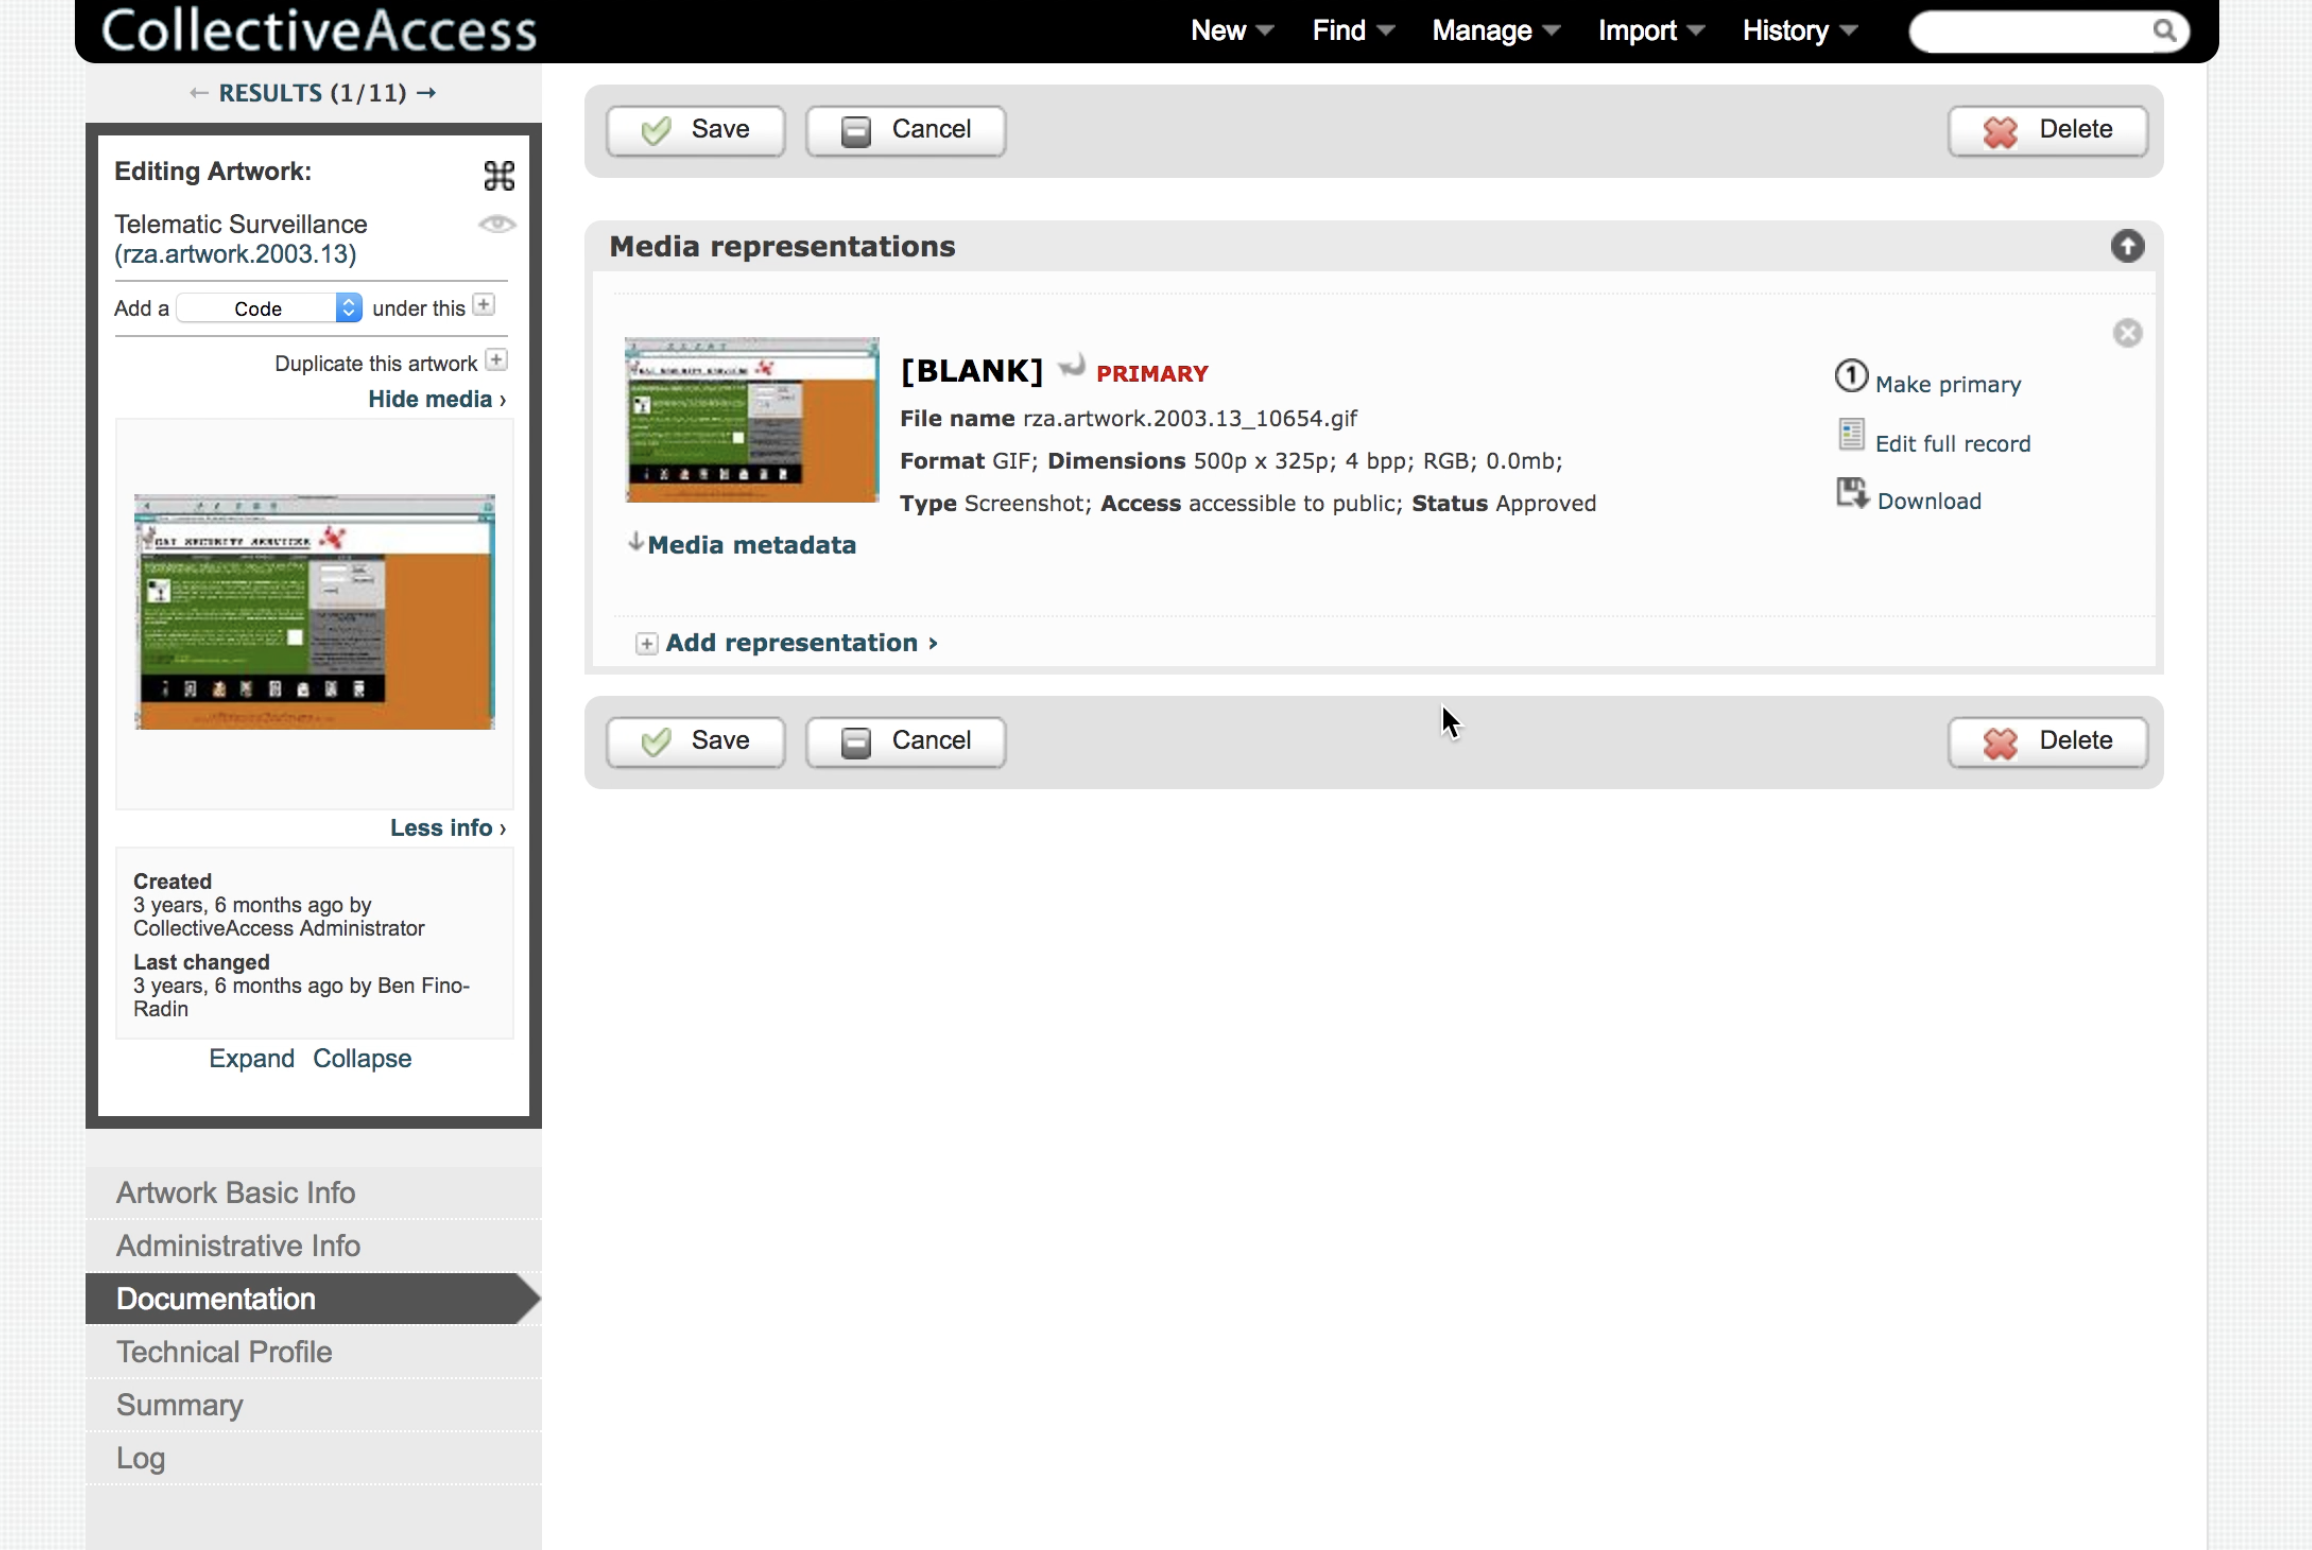 CollectiveAccess
New Find Manage Import History
← RESULTS (1/11) →
Save Cancel Delete
Editing Artwork:
Telematic Surveillance
(rza.artwork.2003.13)
Add a Code under this
Duplicate this artwork
Hide media ›
Less info ›
Created
3 years, 6 months ago by
CollectiveAccess Administrator
Last changed
3 years, 6 months ago by Ben Fino-
Radin
Expand Collapse
Artwork Basic Info
Administrative Info
Documentation
Technical Profile
Summary
Log
Media representations
[BLANK] PRIMARY
File name rza.artwork.2003.13_10654.gif
Format GIF; Dimensions 500p x 325p; 4 bpp; RGB; 0.0mb;
Type Screenshot; Access accessible to public; Status Approved
Media metadata
1 Make primary
Edit full record
Download
Add representation ›
Save Cancel Delete